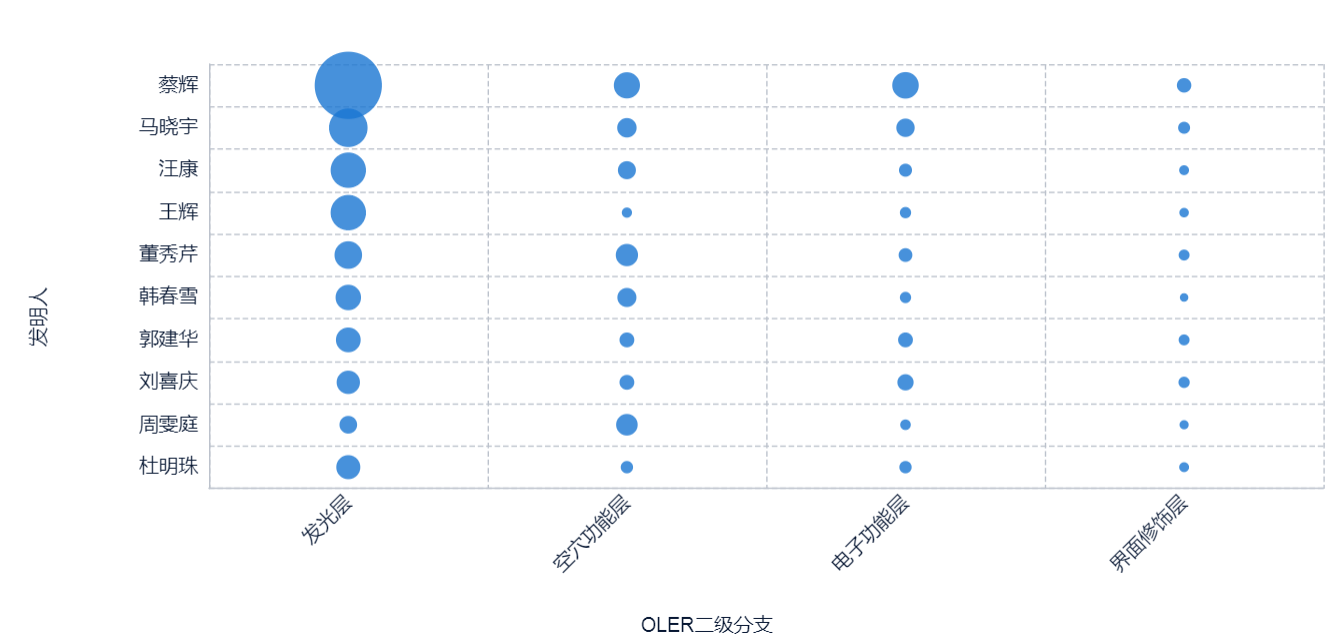 蔡辉
马晓宇
汪康
王辉
董秀芹
韩春雪
郭建华
刘喜庆
周雯庭
杜明珠
发明人
发光层
空穴功能层
电子功能层
界面修饰层
OLER二级分支